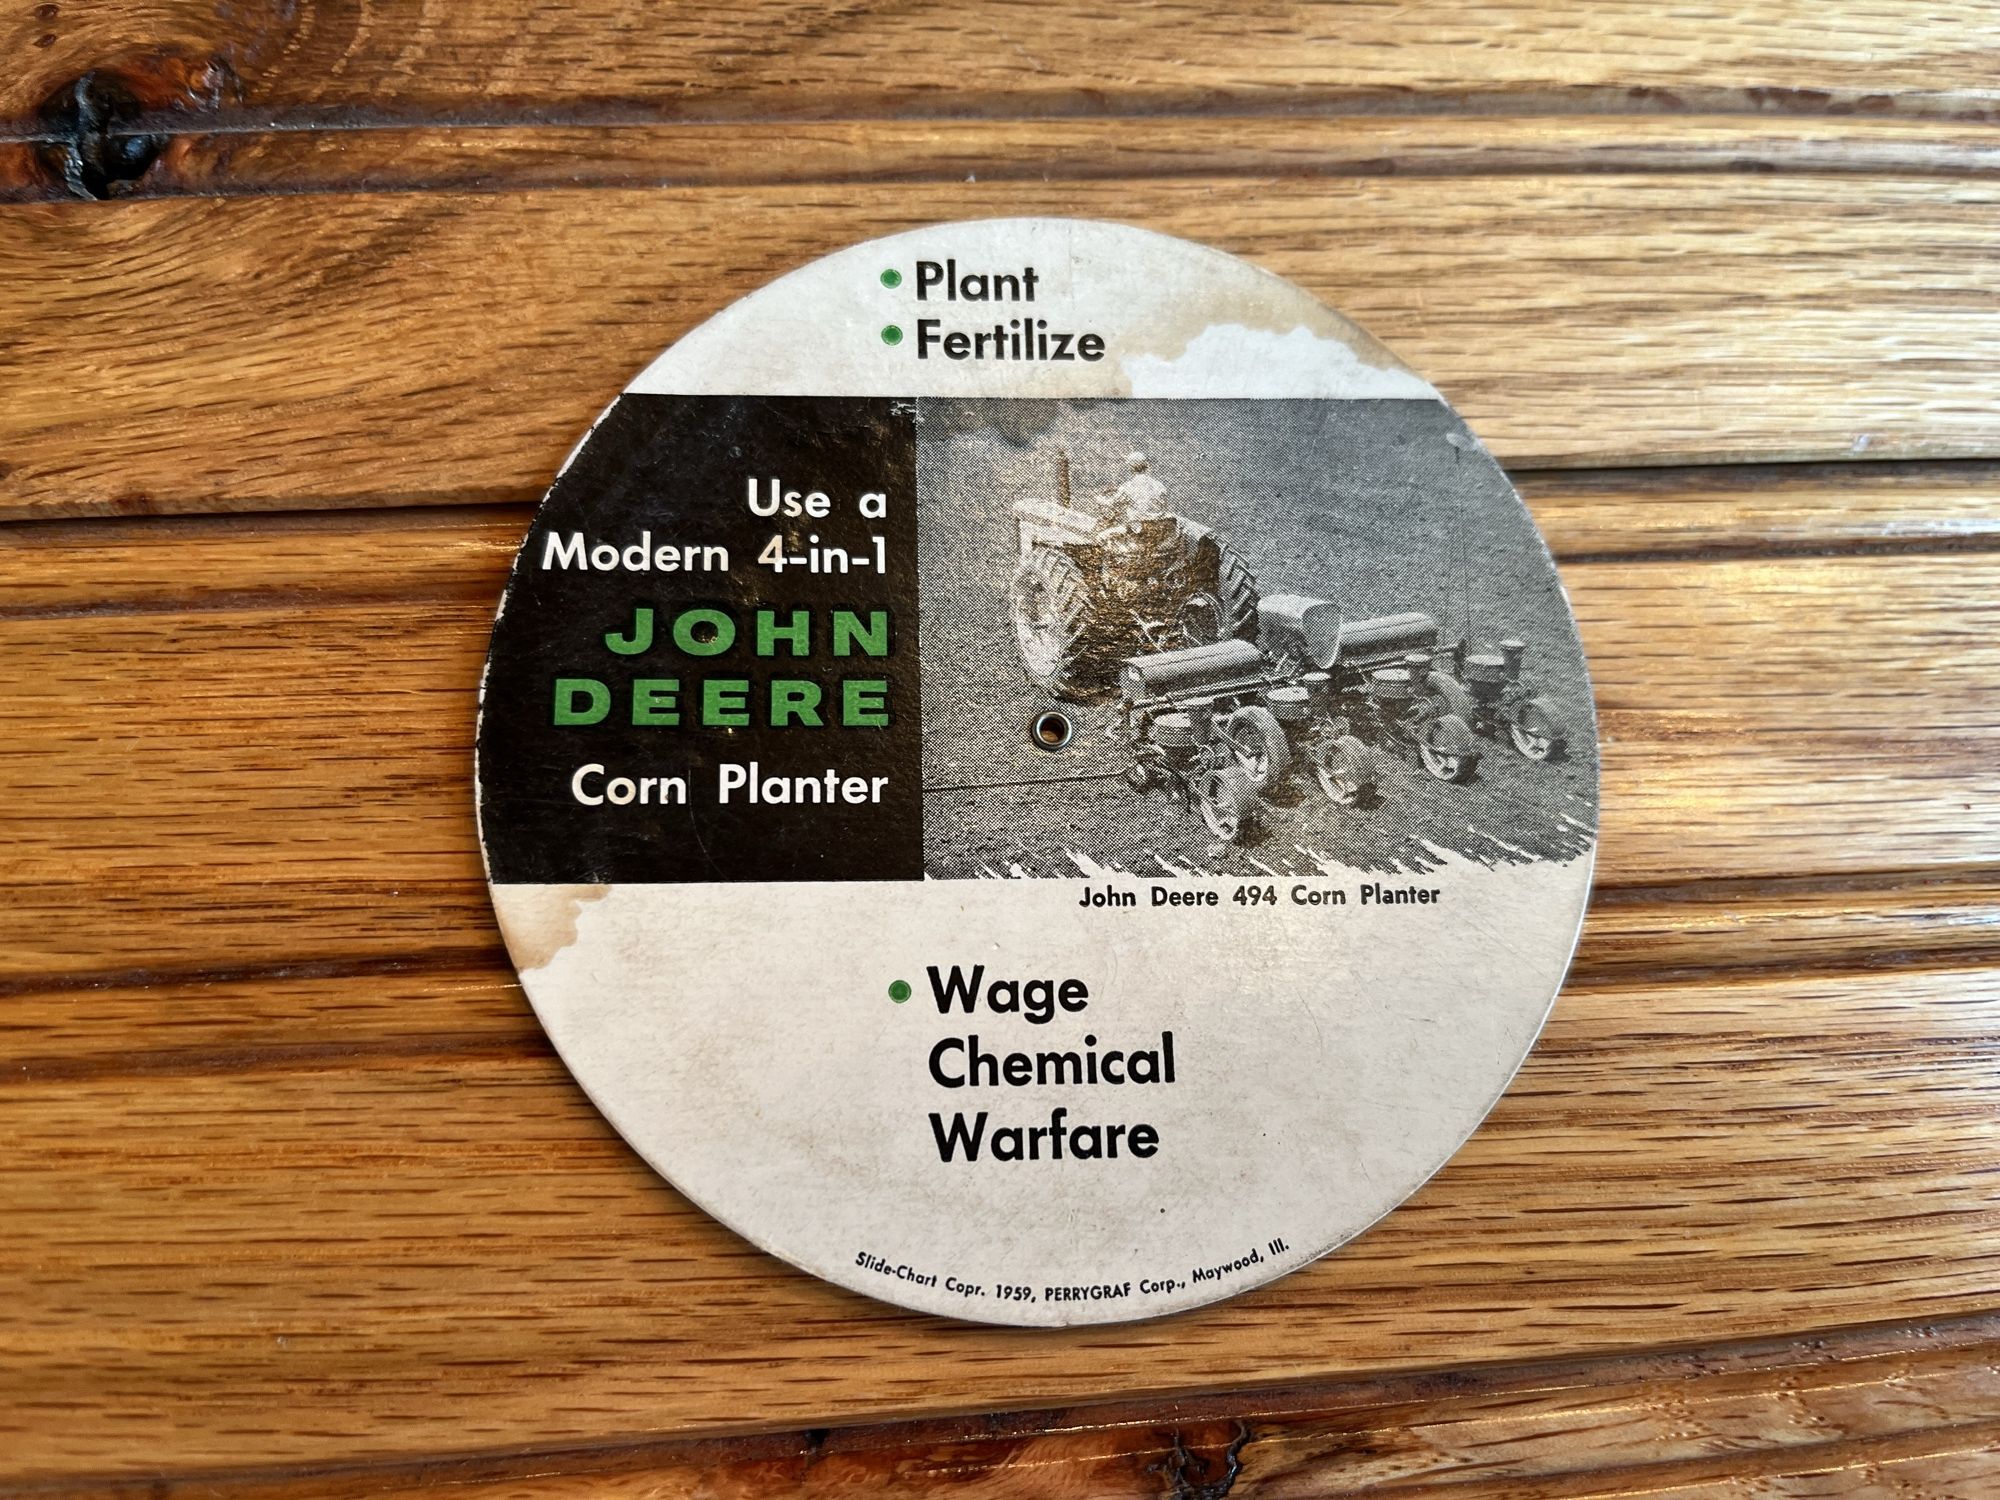 • Plant
• Fertilize
Use a
Modern 4-in-1
JOHN
DEERE
Corn Planter
John Deere 494 Corn Planter
• Wage
Chemical
Warfare
Slide-Chart Copr. 1959, PERRYGRAF Corp., Maywood, Ill.